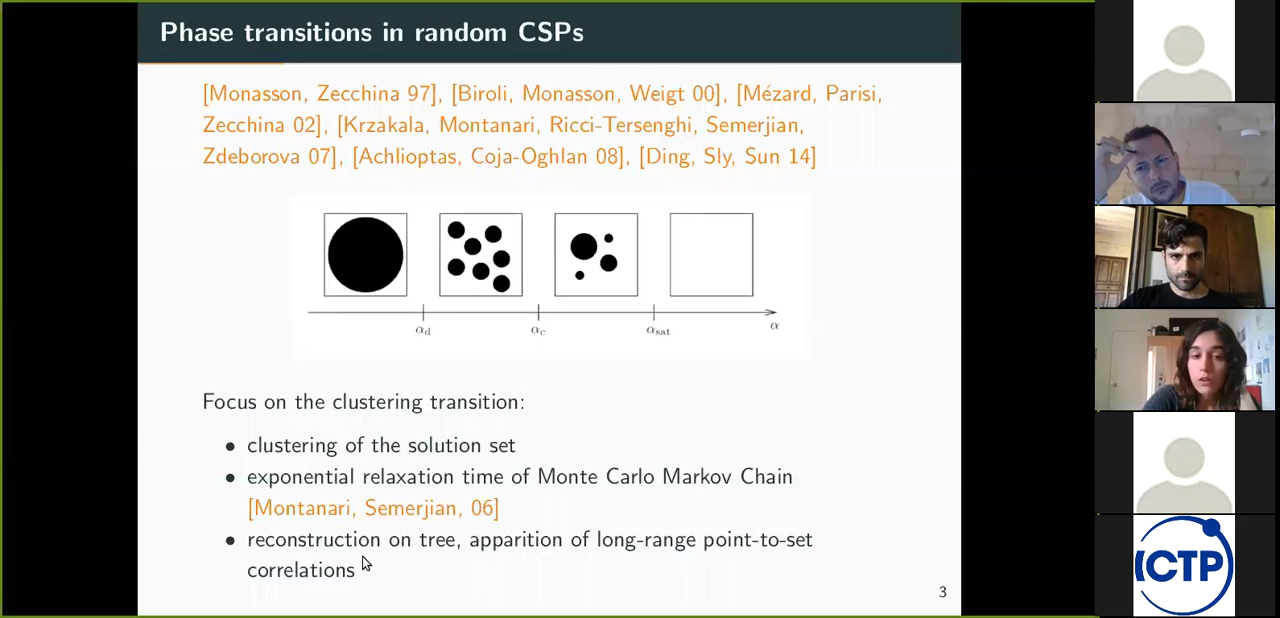 Phase transitions in random CSPs
[Monasson, Zecchina 97], [Biroli, Monasson, Weigt 00], [Mézard, Parisi,
Zecchina 02], [Krzakala, Montanari, Ricci-Tersenghi, Semerjian,
Zdeborova 07], [Achlioptas, Coja-Oghlan 08], [Ding, Sly, Sun 14]
αd αc αsat α
Focus on the clustering transition:
• clustering of the solution set
• exponential relaxation time of Monte Carlo Markov Chain
[Montanari, Semerjian, 06]
• reconstruction on tree, apparition of long-range point-to-set
correlations
3
ICTP